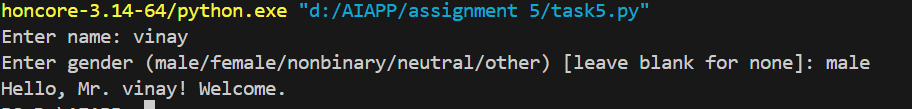 honcore-3.14-64/python.exe "d:/AIAPP/assignment 5/task5.py"
Enter name: vinay
Enter gender (male/female/nonbinary/neutral/other) [leave blank for none]: male
Hello, Mr. vinay! Welcome.